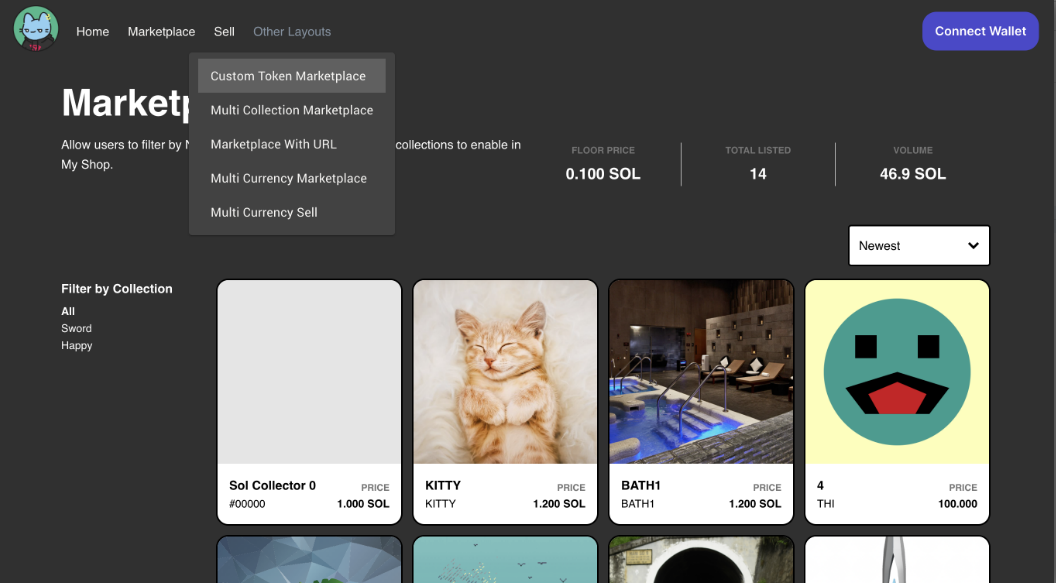 Home Marketplace Sell Other Layouts Connect Wallet
Custom Token Marketplace
Multi Collection Marketplace
Marketplace With URL
Multi Currency Marketplace
Multi Currency Sell
Marketp
Allow users to filter by N collections to enable in
My Shop.
FLOOR PRICE TOTAL LISTED VOLUME
0.100 SOL 14 46.9 SOL
Newest
Filter by Collection
All
Sword
Happy
Sol Collector 0 PRICE
#00000 1.000 SOL
KITTY PRICE
KITTY 1.200 SOL
BATH1 PRICE
BATH1 1.200 SOL
4 PRICE
THI 100.000